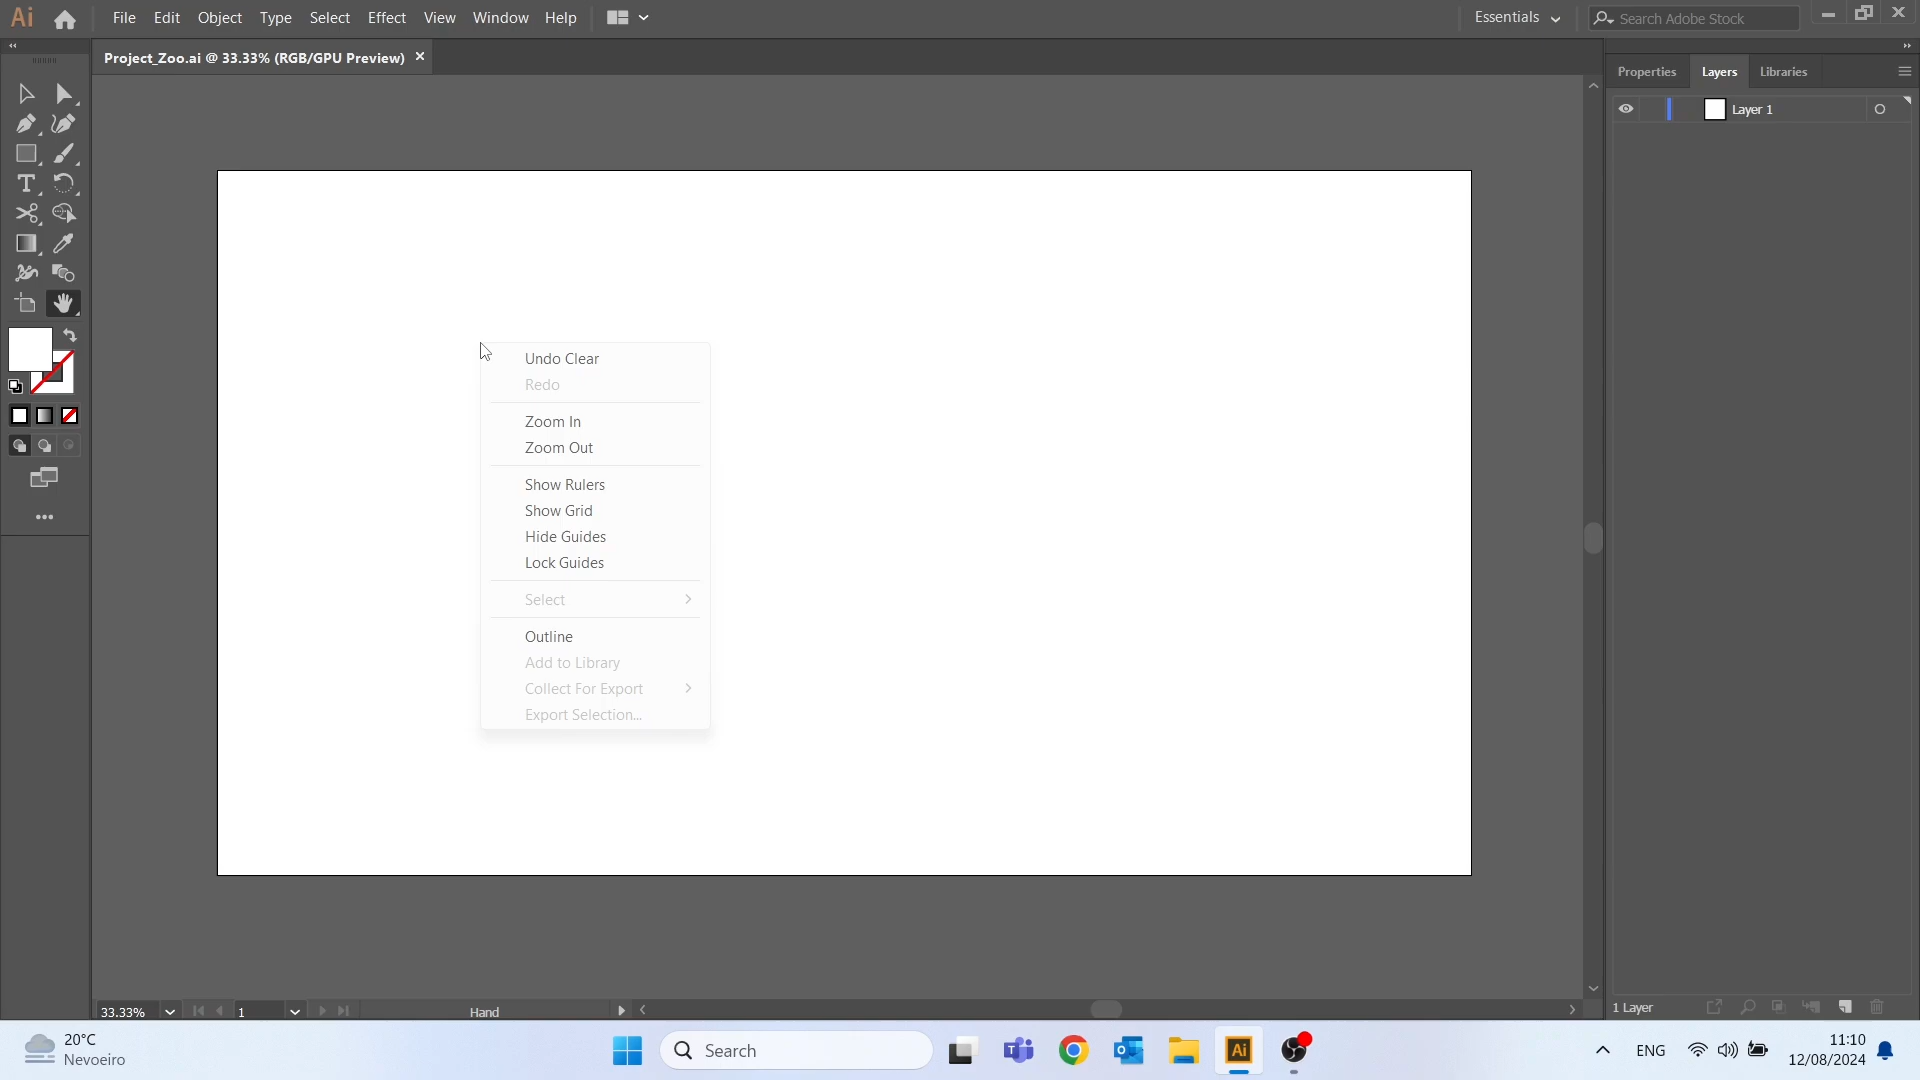 Ai File Edit Object Type Select Effect View Window Help Essentials Search Adobe Stock
Project_Zoo.ai @ 33.33% (RGB/GPU Preview)
Properties Layers Libraries
Layer 1
Undo Clear
Redo
Zoom In
Zoom Out
Show Rulers
Show Grid
Hide Guides
Lock Guides
Select
Outline
Add to Library
Collect For Export
Export Selection...
33.33% 1 Hand 1 Layer
20°C
Nevoeiro
Search
Ai
ENG
11:10
12/08/2024